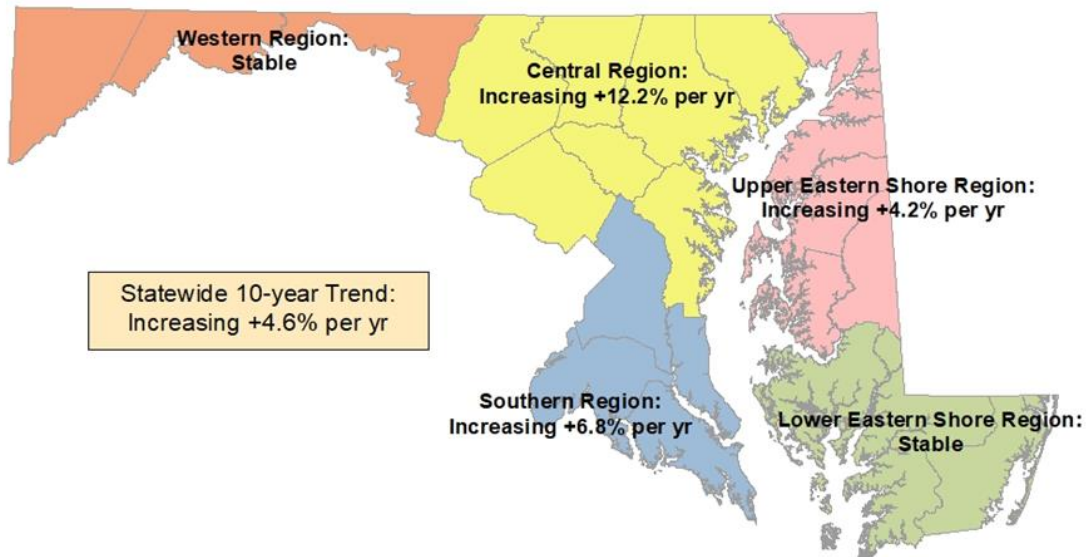 Western Region:
Stable
Central Region:
Increasing +12.2% per yr
Upper Eastern Shore Region:
Increasing +4.2% per yr
Statewide 10-year Trend:
Increasing +4.6% per yr
Southern Region:
Increasing +6.8% per yr
Lower Eastern Shore Region:
Stable